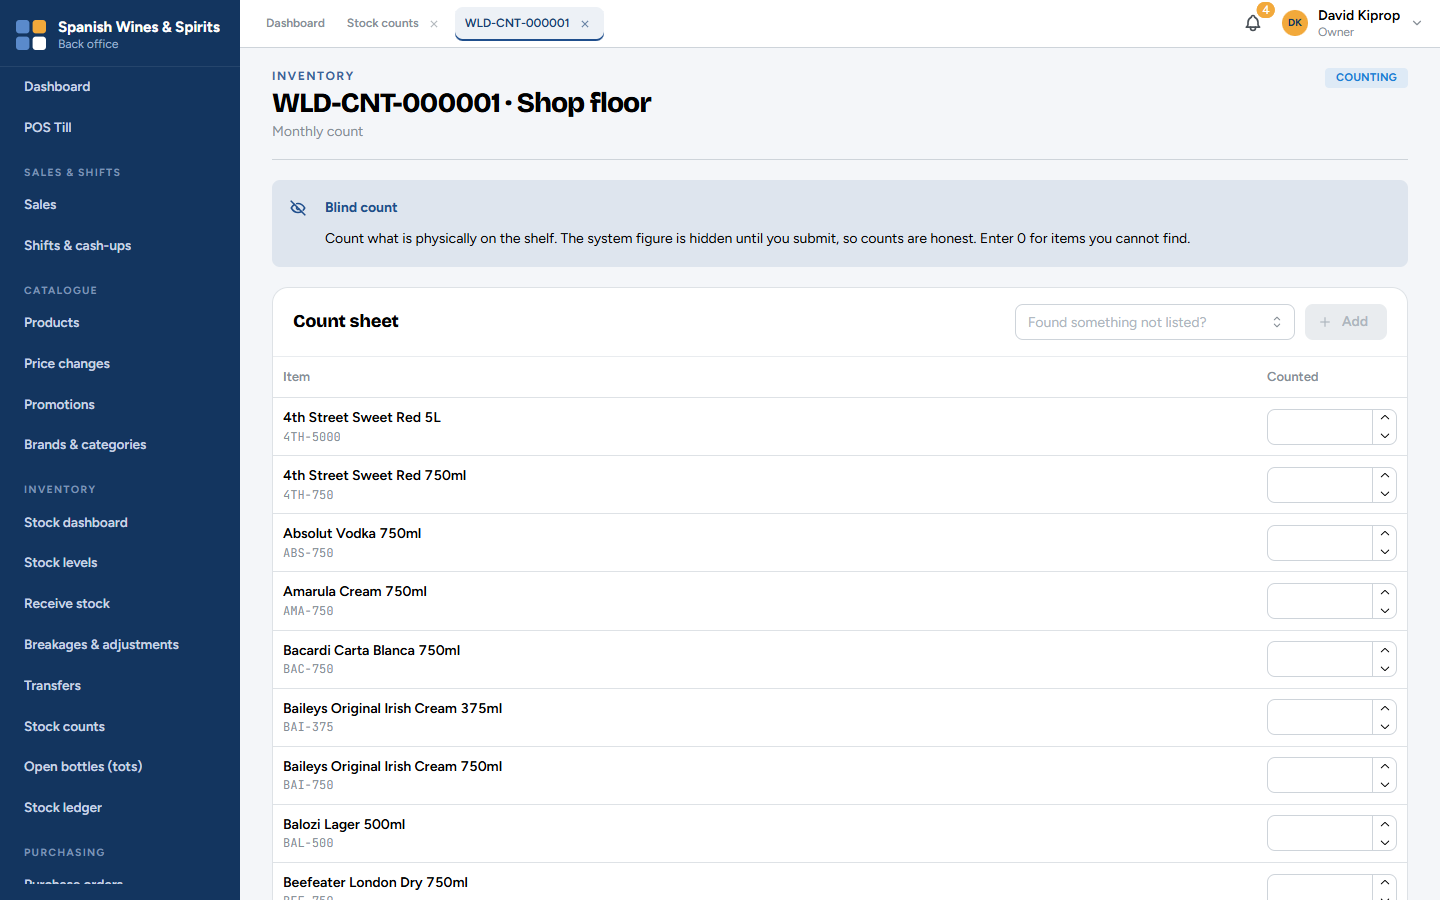 Spanish Wines & Spirits
Back office
Dashboard
POS Till
SALES & SHIFTS
Sales
Shifts & cash-ups
CATALOGUE
Products
Price changes
Promotions
Brands & categories
INVENTORY
Stock dashboard
Stock levels
Receive stock
Breakages & adjustments
Transfers
Stock counts
Open bottles (tots)
Stock ledger
PURCHASING
Purchase orders
Dashboard
Stock counts
WLD-CNT-000001
4
DK
David Kiprop
Owner
INVENTORY
COUNTING
WLD-CNT-000001 · Shop floor
Monthly count
Blind count
Count what is physically on the shelf. The system figure is hidden until you submit, so counts are honest. Enter 0 for items you cannot find.
Count sheet
Found something not listed?
Add
Item
Counted
4th Street Sweet Red 5L
4TH-5000
4th Street Sweet Red 750ml
4TH-750
Absolut Vodka 750ml
ABS-750
Amarula Cream 750ml
AMA-750
Bacardi Carta Blanca 750ml
BAC-750
Baileys Original Irish Cream 375ml
BAI-375
Baileys Original Irish Cream 750ml
BAI-750
Balozi Lager 500ml
BAL-500
Beefeater London Dry 750ml
BEE-750